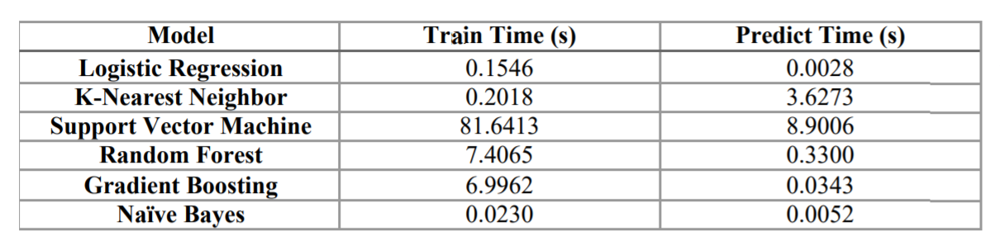 Model Train Time (s) Predict Time (s)
Logistic Regression 0.1546 0.0028
K-Nearest Neighbor 0.2018 3.6273
Support Vector Machine 81.6413 8.9006
Random Forest 7.4065 0.3300
Gradient Boosting 6.9962 0.0343
Naïve Bayes 0.0230 0.0052